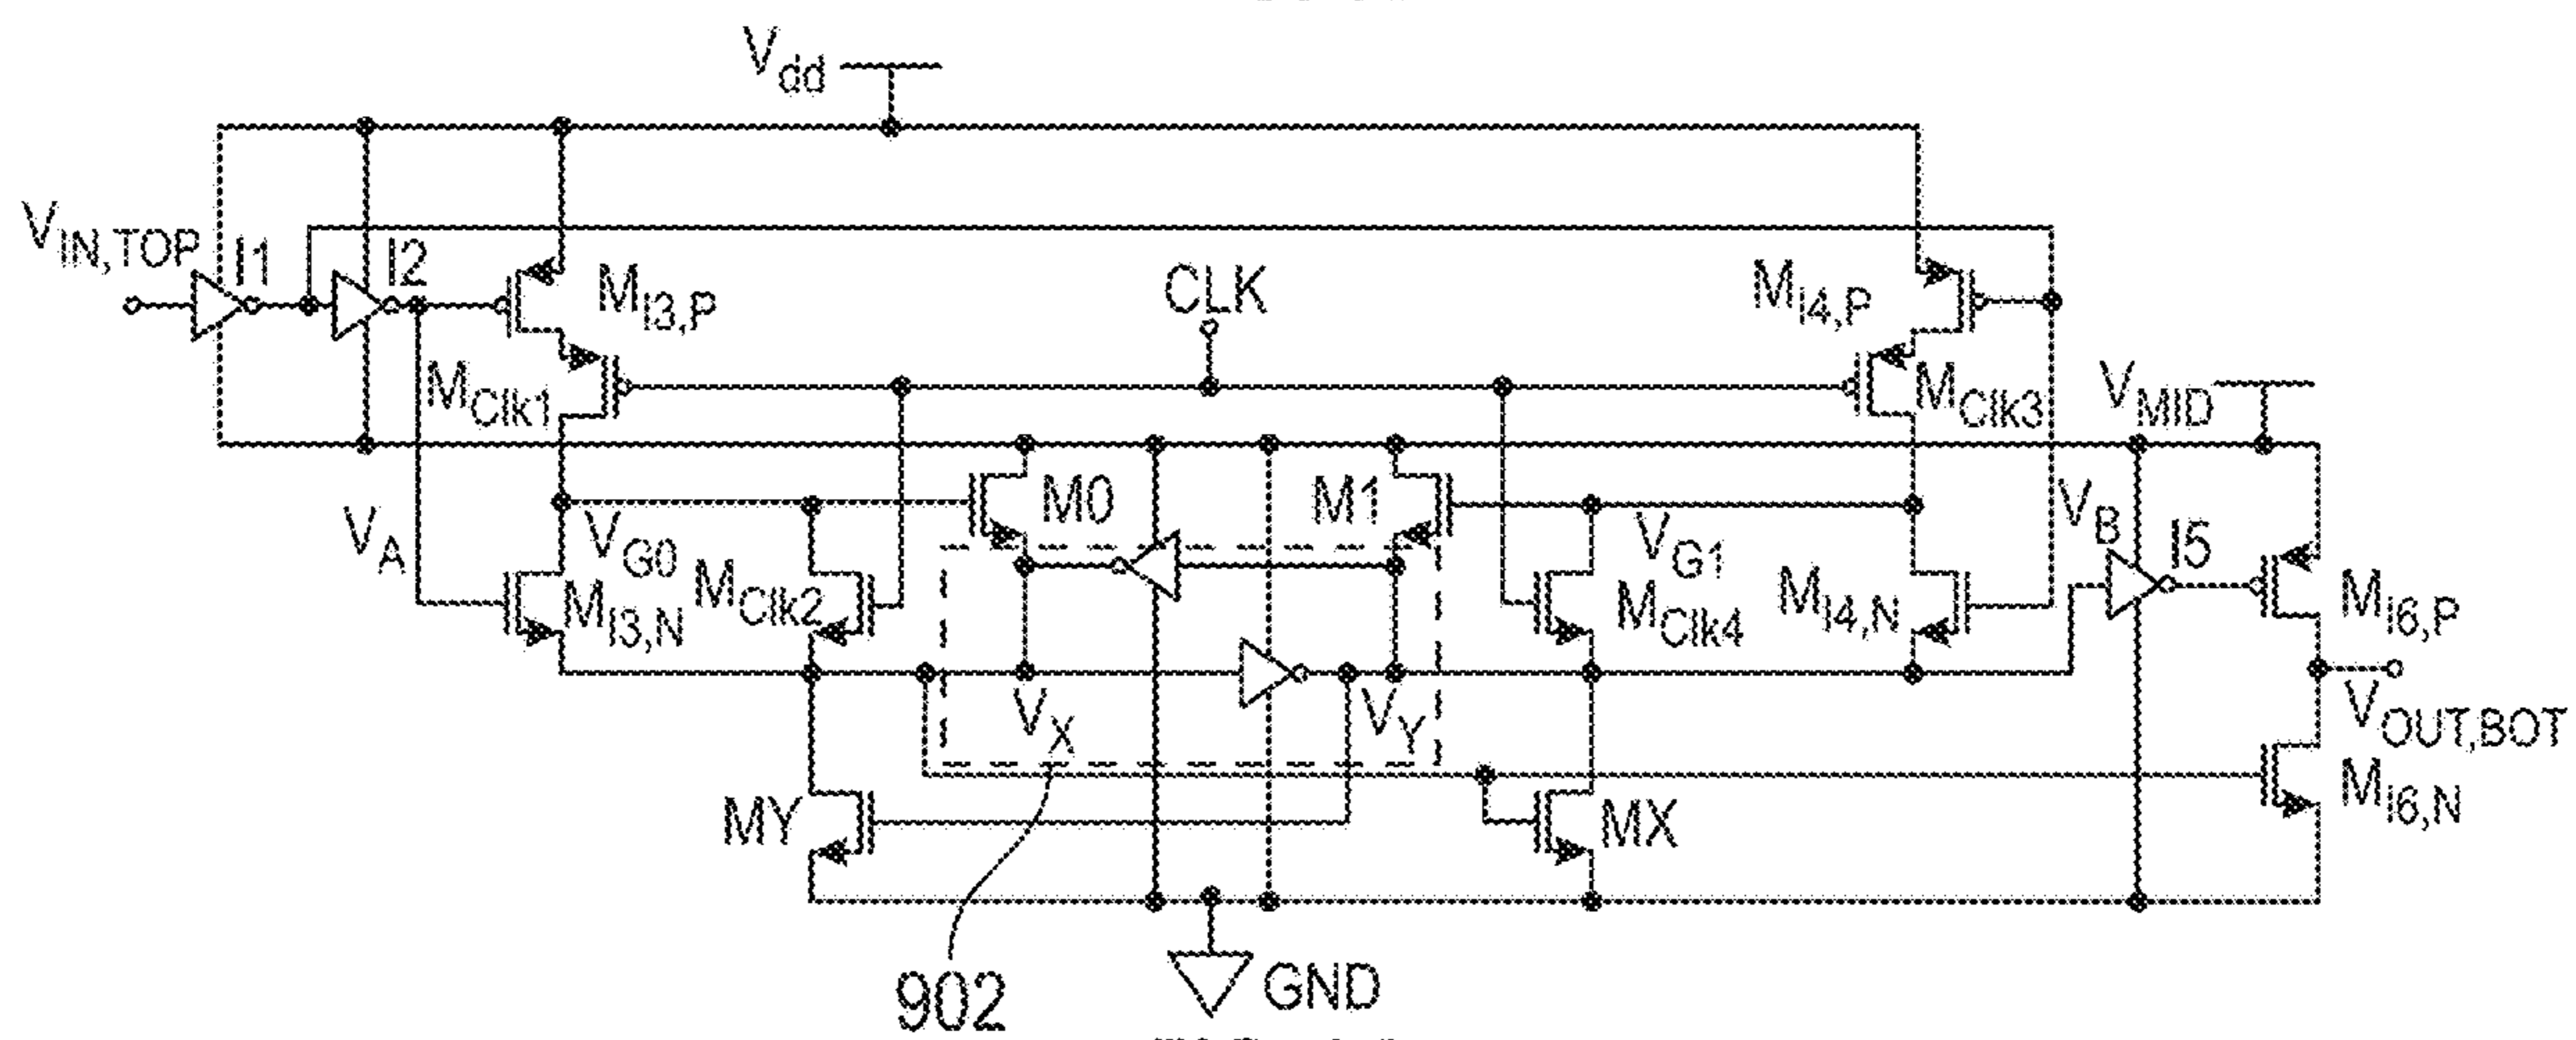 Vdd
VIN,TOP
I1
I2
MI3,P
CLK
MI4,P
MClk1
MClk3
VMID
VA
VG0
MI3,N
MClk2
M0
M1
VG1
MClk4
MI4,N
VB
I5
MI6,P
VX
VY
VOUT,BOT
MY
MX
MI6,N
902
GND